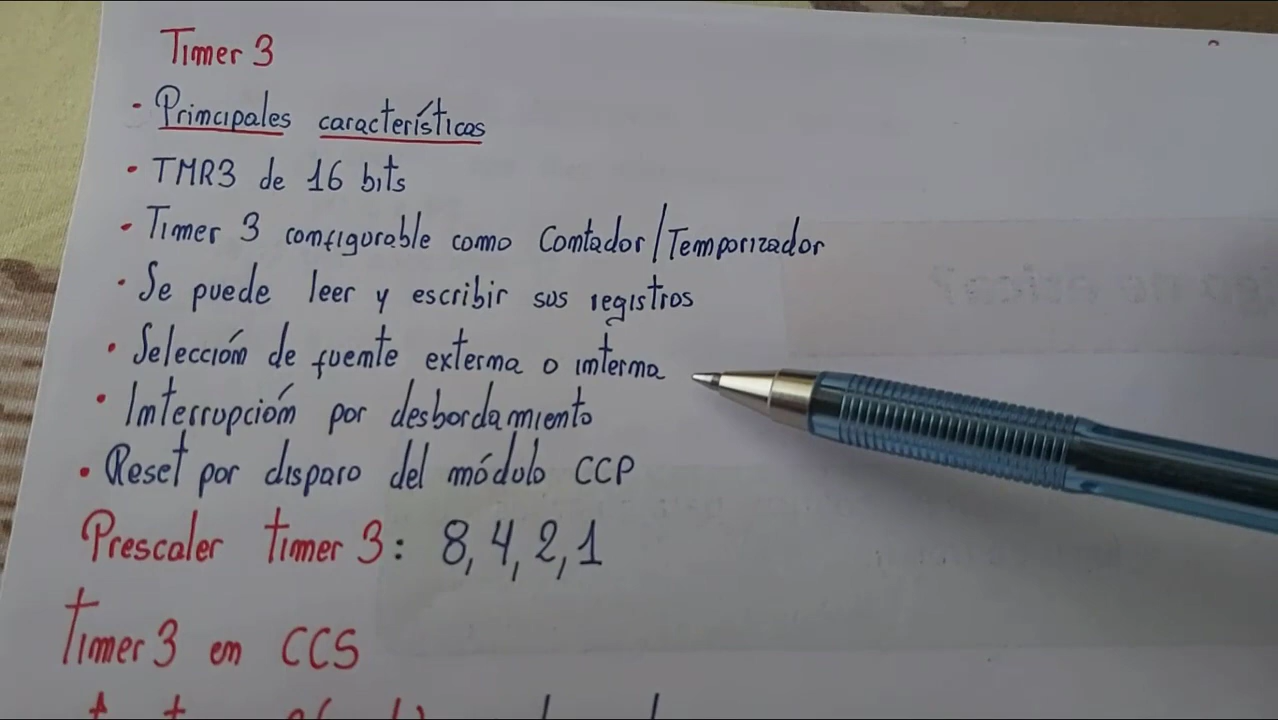 Timer 3
• Principales características
• TMR3 de 16 bits
• Timer 3 configurable como Contador/Temporizador
• Se puede leer y escribir sus registros
• Selección de fuente externa o interna
• Interrupción por desbordamiento
• Reset por disparo del módulo CCP
Prescaler timer 3: 8, 4, 2, 1
Timer 3 en CCS